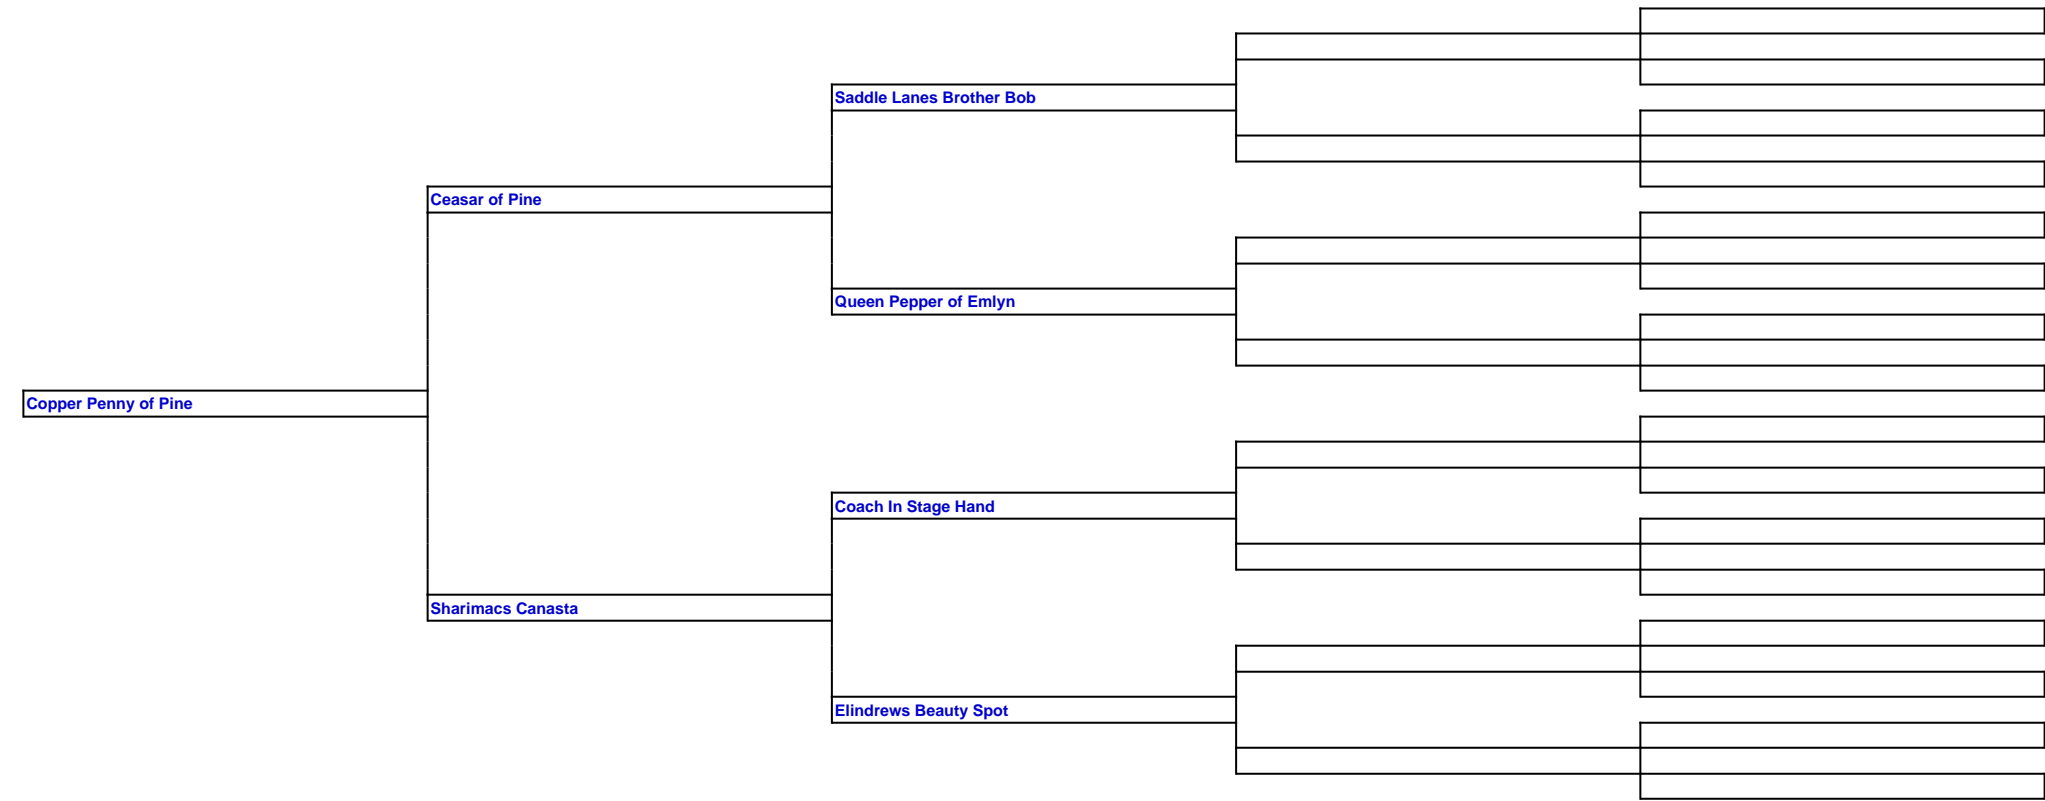 Saddle Lanes Brother Bob
Ceasar of Pine
Queen Pepper of Emlyn
Copper Penny of Pine
Coach In Stage Hand
Sharimacs Canasta
Elindrews Beauty Spot